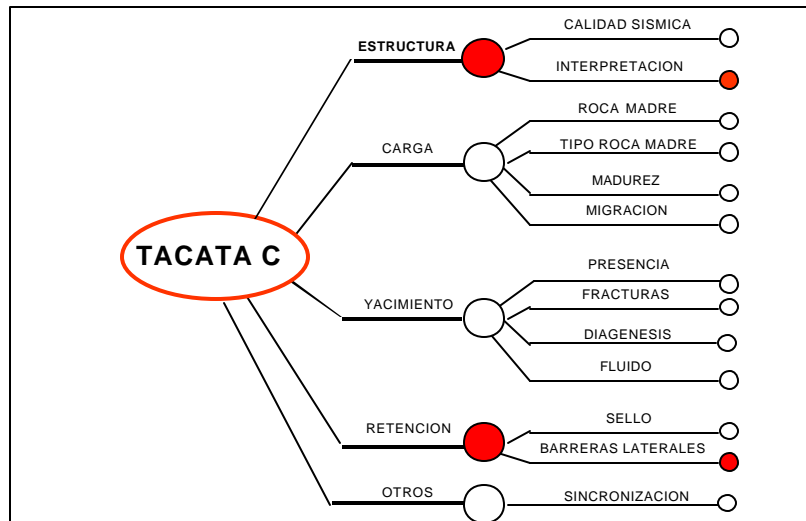 TACATA C
ESTRUCTURA
CALIDAD SISMICA
INTERPRETACION
CARGA
ROCA MADRE
TIPO ROCA MADRE
MADUREZ
MIGRACION
YACIMIENTO
PRESENCIA
FRACTURAS
DIAGENESIS
FLUIDO
RETENCION
SELLO
BARRERAS LATERALES
OTROS
SINCRONIZACION